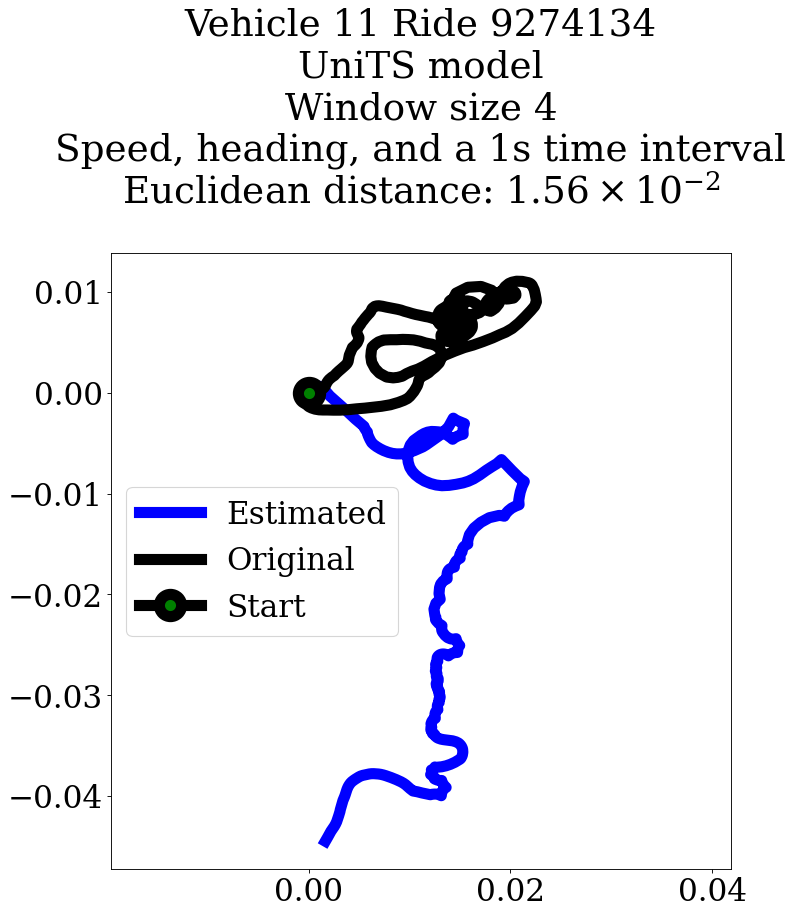 Vehicle 11 Ride 9274134
UniTS model
Window size 4
Speed, heading, and a 1s time interval
Euclidean distance: 1.56 × 10⁻²
0.01
0.00
−0.01
−0.02
−0.03
−0.04
Estimated
Original
Start
0.00 0.02 0.04